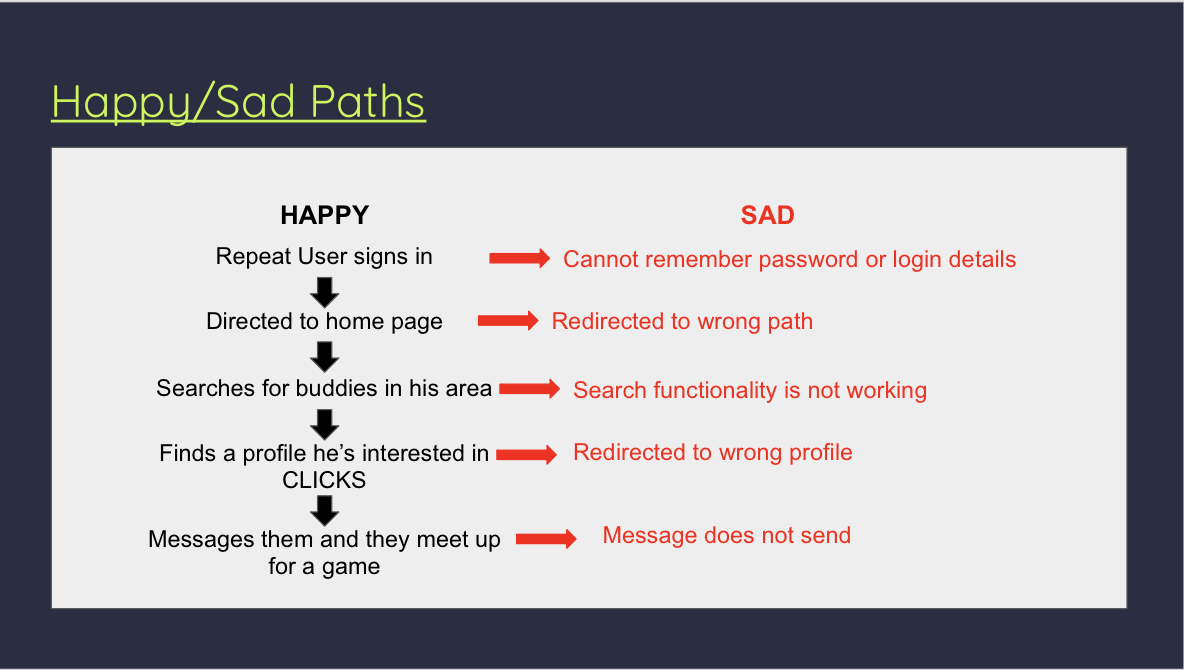 Happy/Sad Paths
HAPPY
SAD
Repeat User signs in
Cannot remember password or login details
Directed to home page
Redirected to wrong path
Searches for buddies in his area
Search functionality is not working
Finds a profile he's interested in
Redirected to wrong profile
CLICKS
Messages them and they meet up
Message does not send
for a game